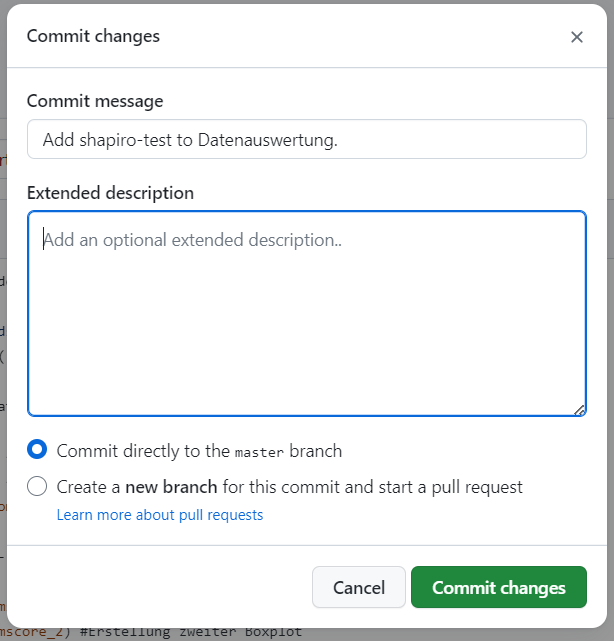 Commit changes
Commit message
Add shapiro-test to Datenauswertung.
Extended description
Add an optional extended description..
Commit directly to the master branch
Create a new branch for this commit and start a pull request
Learn more about pull requests
Cancel
Commit changes
mscore_2) #Erstellung zweiter Boxplot